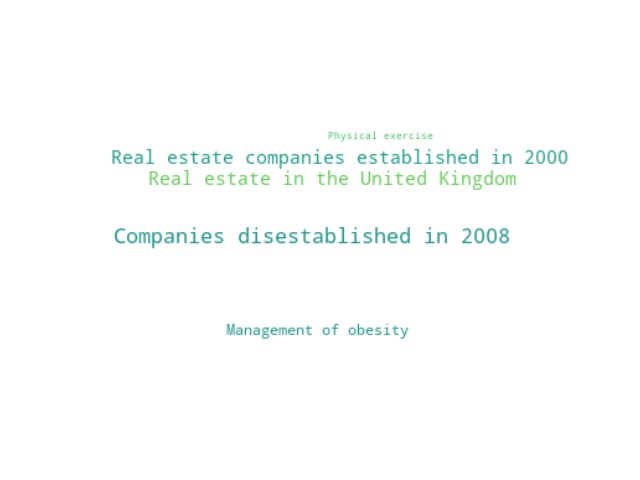 Physical exercise
Real estate companies established in 2000
Real estate in the United Kingdom
Companies disestablished in 2008
Management of obesity